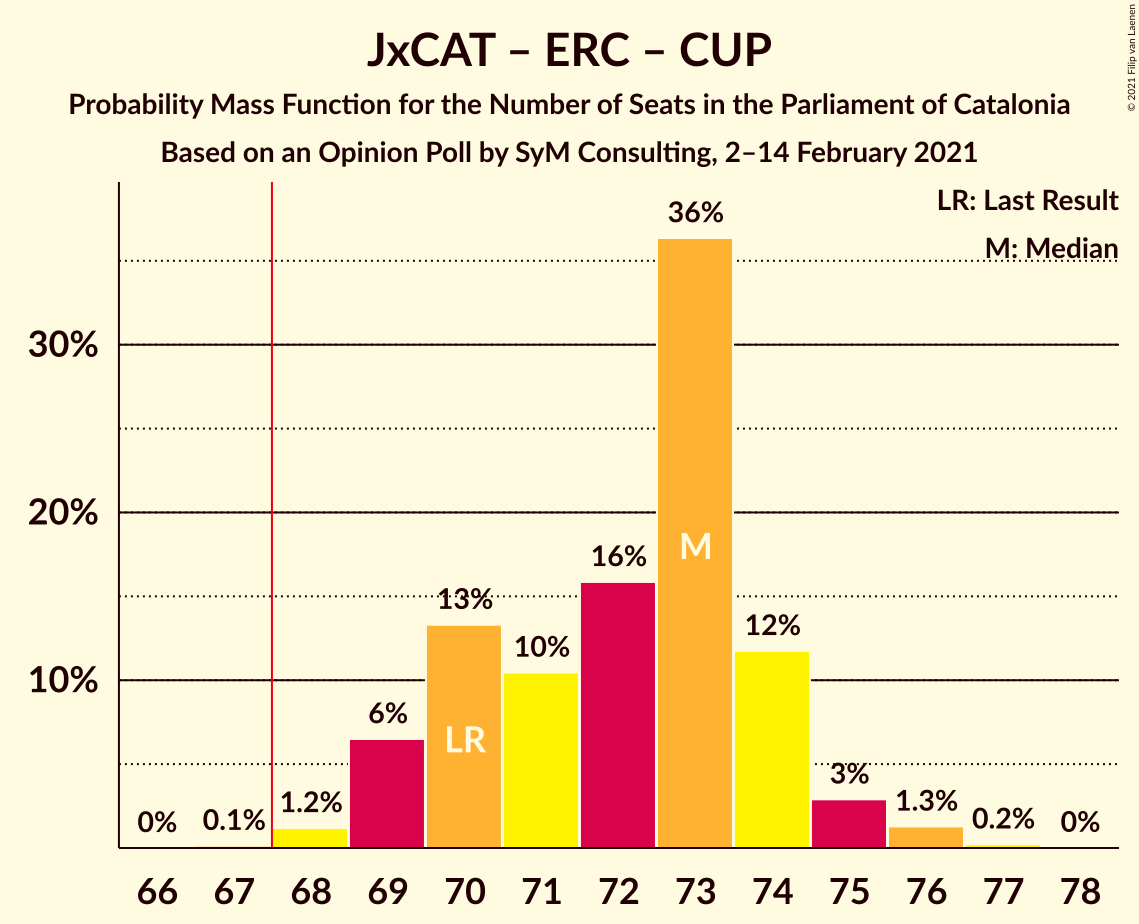 JxCAT – ERC – CUP
Probability Mass Function for the Number of Seats in the Parliament of Catalonia
Based on an Opinion Poll by SyM Consulting, 2–14 February 2021
© 2021 Filip van Laenen
LR: Last Result
M: Median
36%
30%
20%
16%
M
13%
12%
10%
10%
6%
LR
3%
1.2%
1.3%
0%
0.1%
0.2%
0%
66 67 68 69 70 71 72 73 74 75 76 77 78